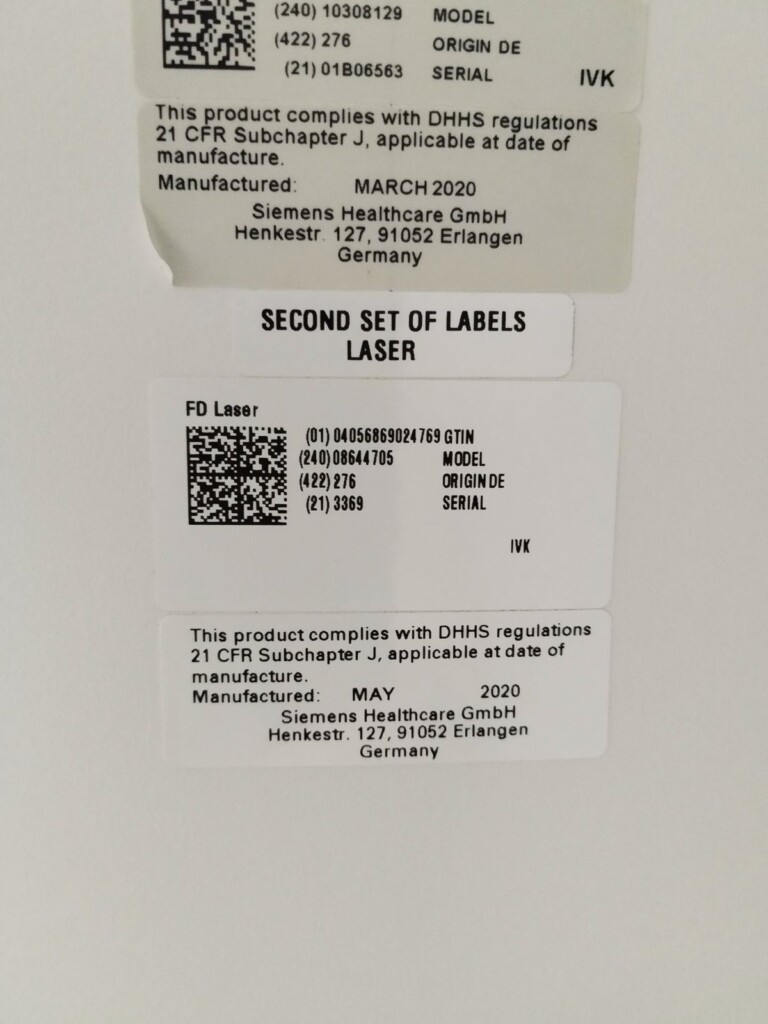 (240) 10308129 MODEL
(422) 276 ORIGIN DE
(21) 01B06563 SERIAL IVK
This product complies with DHHS regulations
21 CFR Subchapter J, applicable at date of
manufacture.
Manufactured: MARCH 2020
Siemens Healthcare GmbH
Henkestr. 127, 91052 Erlangen
Germany
SECOND SET OF LABELS
LASER
FD Laser
(01) 04056869024769 GTIN
(240) 08644705 MODEL
(422) 276 ORIGIN DE
(21) 3369 SERIAL
IVK
This product complies with DHHS regulations
21 CFR Subchapter J, applicable at date of
manufacture.
Manufactured: MAY 2020
Siemens Healthcare GmbH
Henkestr. 127, 91052 Erlangen
Germany